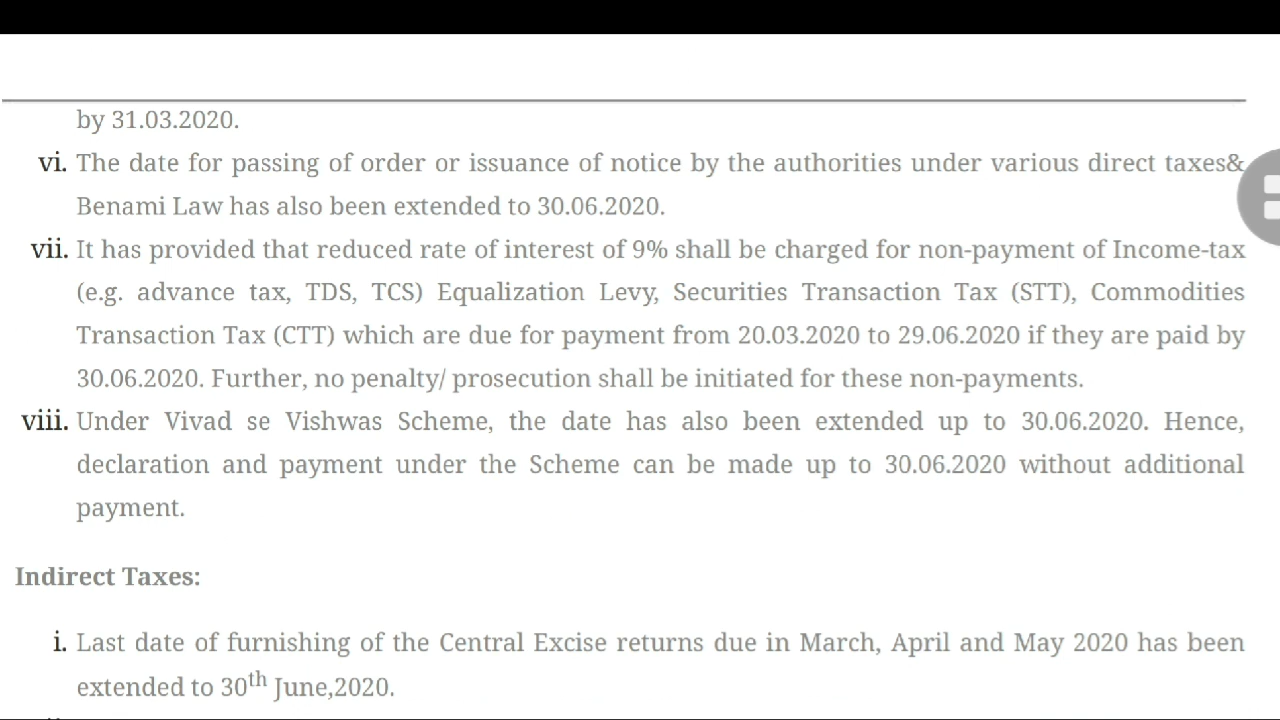 by 31.03.2020.
vi. The date for passing of order or issuance of notice by the authorities under various direct taxes&
Benami Law has also been extended to 30.06.2020.
vii. It has provided that reduced rate of interest of 9% shall be charged for non-payment of Income-tax
(e.g. advance tax, TDS, TCS) Equalization Levy, Securities Transaction Tax (STT), Commodities
Transaction Tax (CTT) which are due for payment from 20.03.2020 to 29.06.2020 if they are paid by
30.06.2020. Further, no penalty/ prosecution shall be initiated for these non-payments.
viii. Under Vivad se Vishwas Scheme, the date has also been extended up to 30.06.2020. Hence,
declaration and payment under the Scheme can be made up to 30.06.2020 without additional
payment.
Indirect Taxes:
i. Last date of furnishing of the Central Excise returns due in March, April and May 2020 has been
extended to 30th June,2020.